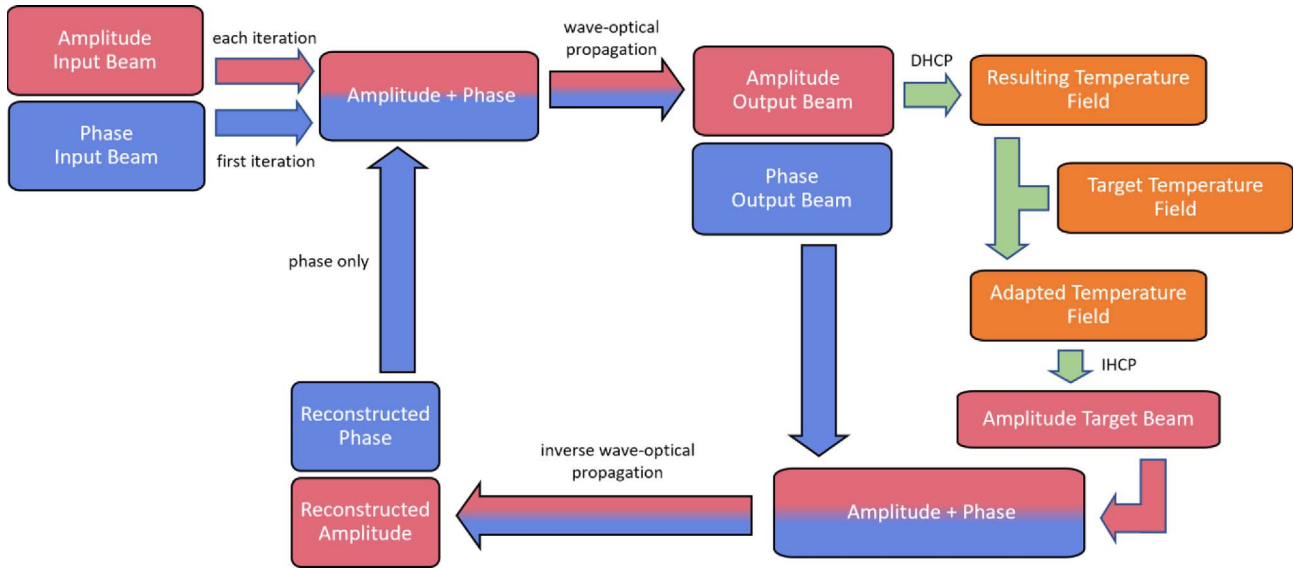 Amplitude
Input Beam
each iteration
Phase
Input Beam
first iteration
Amplitude + Phase
wave-optical
propagation
Amplitude
Output Beam
Phase
Output Beam
DHCP
Resulting Temperature
Field
Target Temperature
Field
Adapted Temperature
Field
IHCP
Amplitude Target Beam
Amplitude + Phase
inverse wave-optical
propagation
Reconstructed
Phase
Reconstructed
Amplitude
phase only